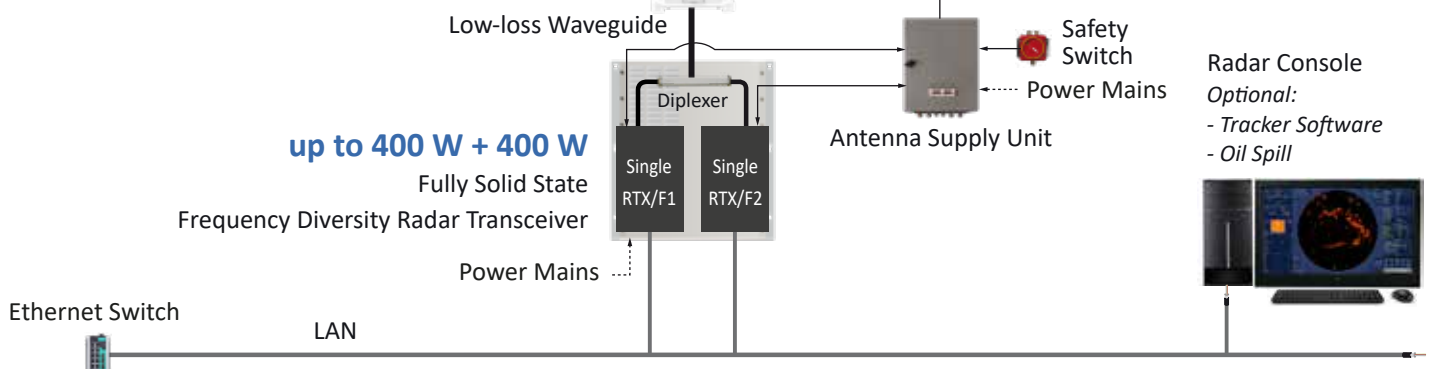 Low-loss Waveguide
Safety
Switch
Radar Console
Optional:
- Tracker Software
- Oil Spill
Power Mains
Diplexer
Antenna Supply Unit
up to 400 W + 400 W
Fully Solid State
Frequency Diversity Radar Transceiver
Single
RTX/F1
Single
RTX/F2
Power Mains
Ethernet Switch
LAN